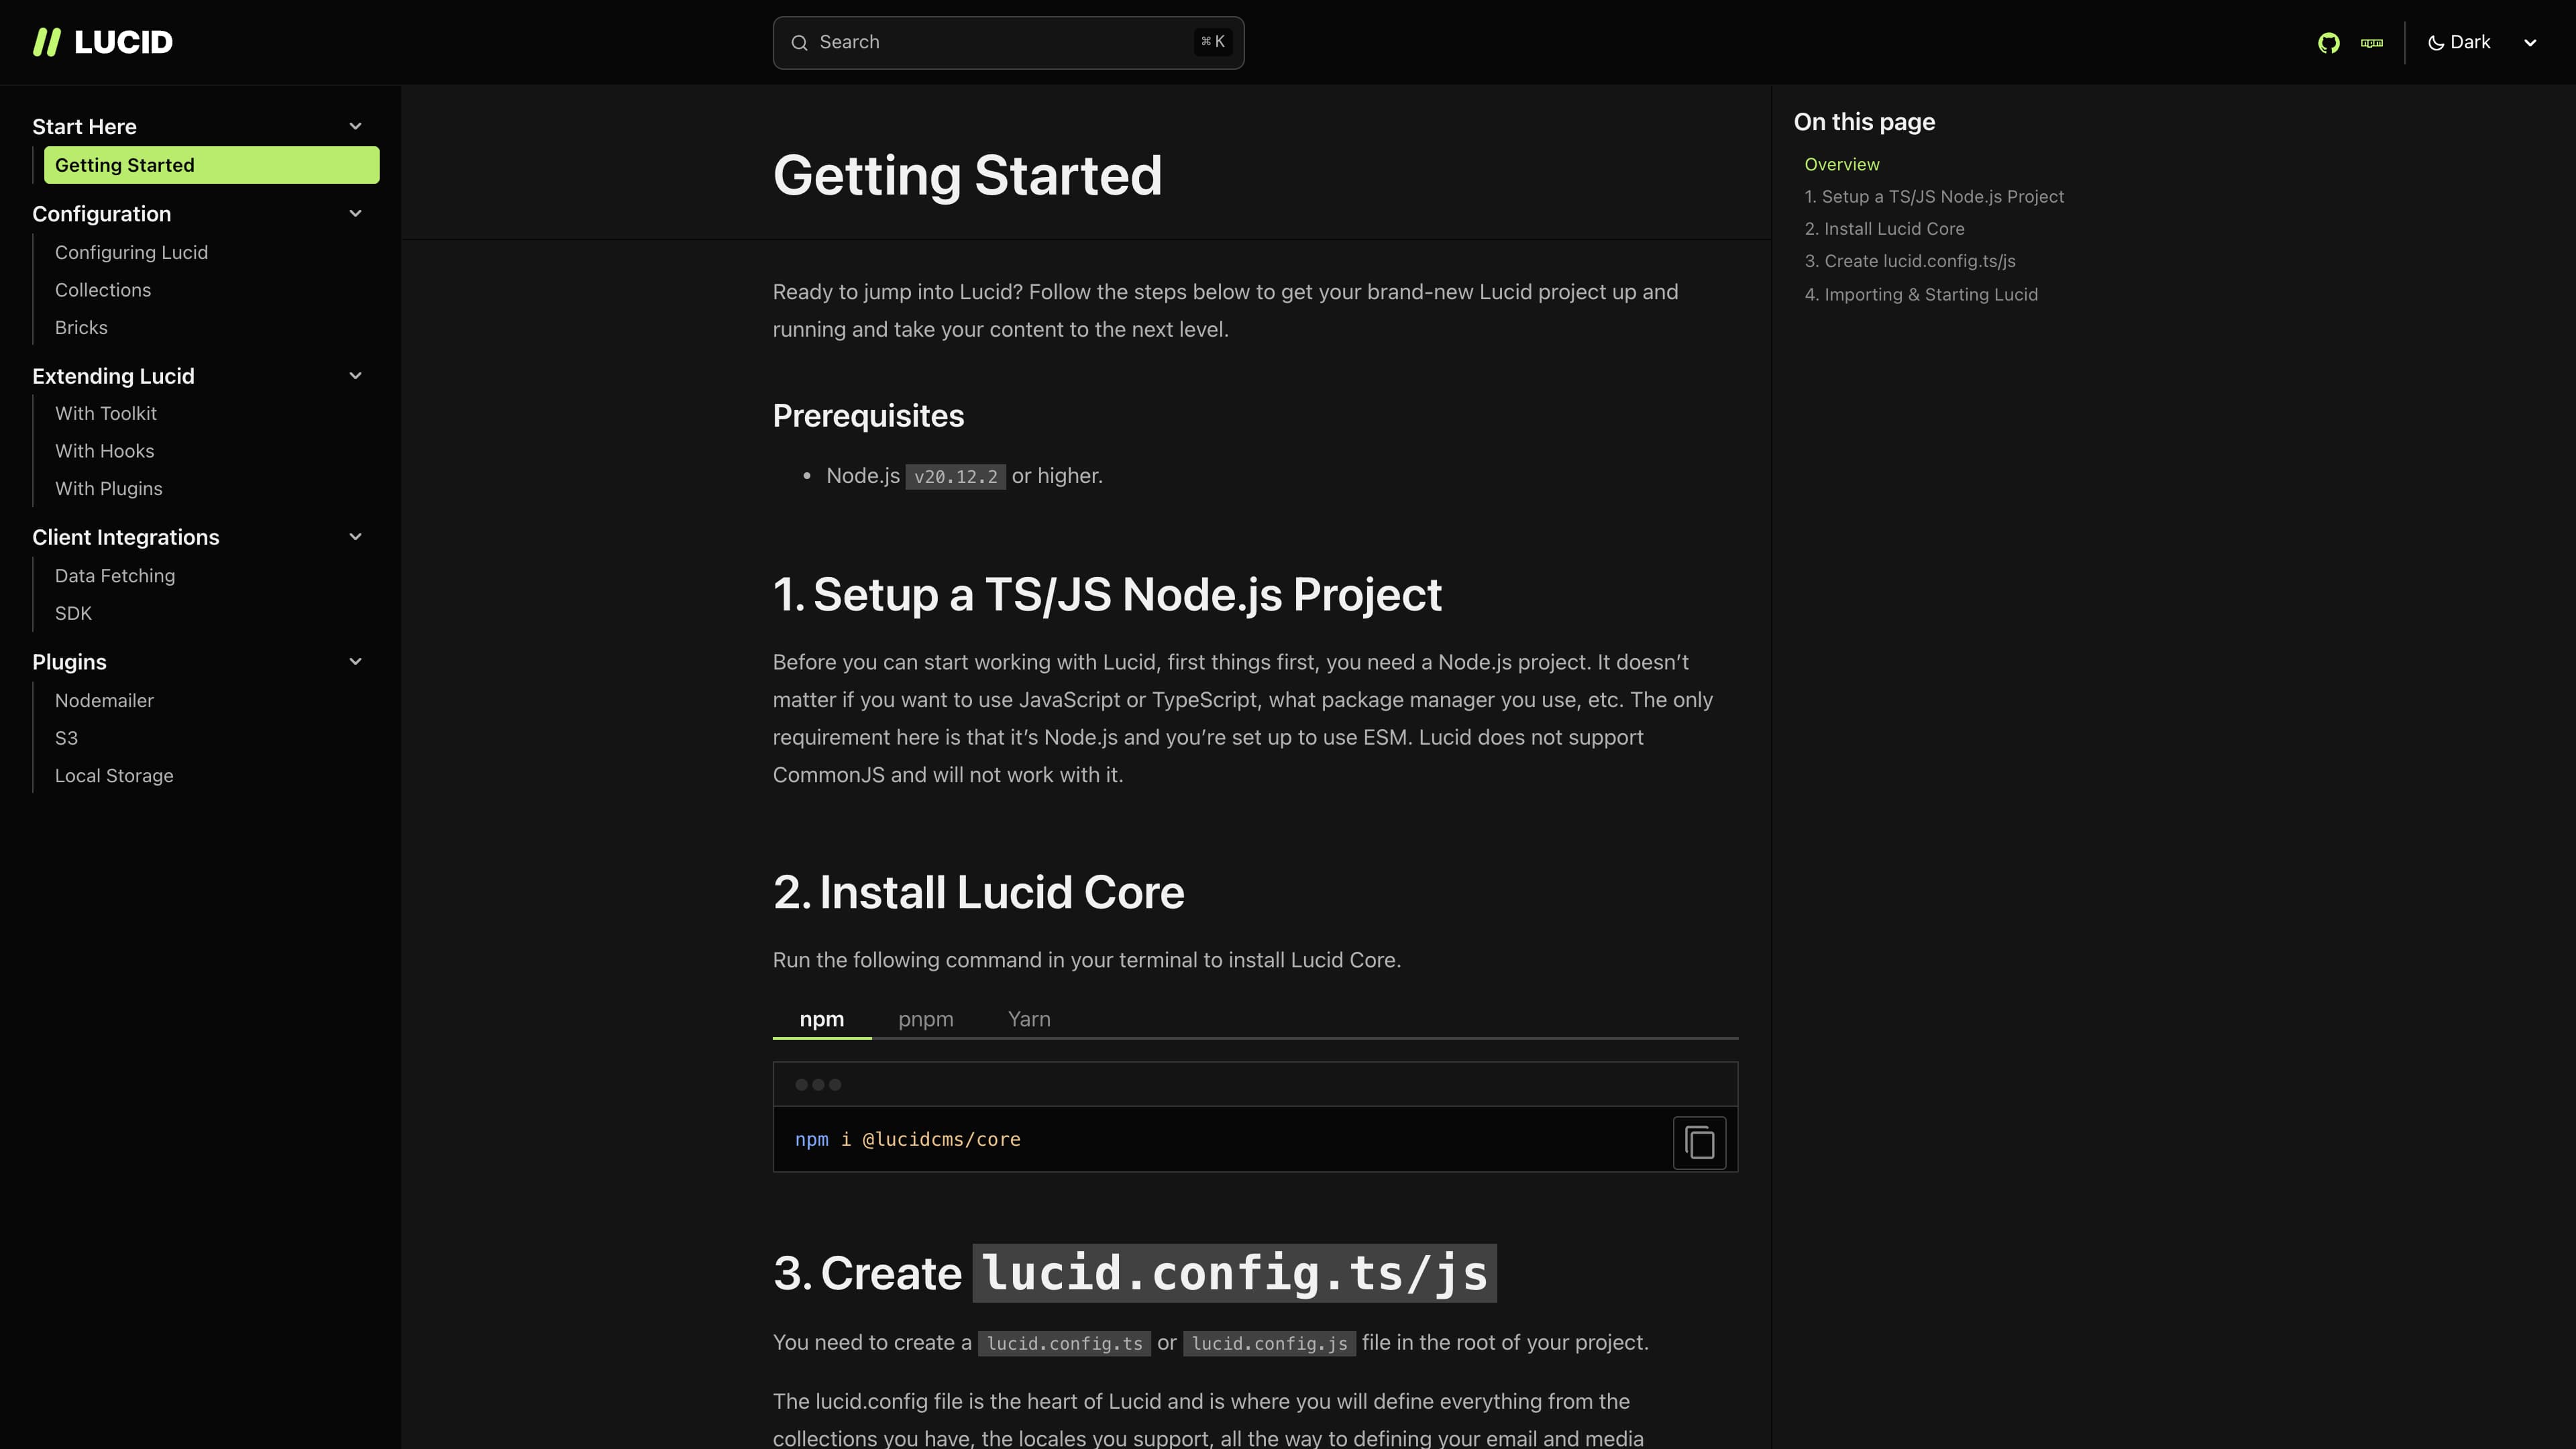 LUCID
Search
⌘ K
Dark
Start Here
Getting Started
Configuration
Configuring Lucid
Collections
Bricks
Extending Lucid
With Toolkit
With Hooks
With Plugins
Client Integrations
Data Fetching
SDK
Plugins
Nodemailer
S3
Local Storage
Getting Started
Ready to jump into Lucid? Follow the steps below to get your brand-new Lucid project up and
running and take your content to the next level.
Prerequisites
• Node.js v20.12.2 or higher.
1. Setup a TS/JS Node.js Project
Before you can start working with Lucid, first things first, you need a Node.js project. It doesn’t
matter if you want to use JavaScript or TypeScript, what package manager you use, etc. The only
requirement here is that it’s Node.js and you’re set up to use ESM. Lucid does not support
CommonJS and will not work with it.
2. Install Lucid Core
Run the following command in your terminal to install Lucid Core.
npm pnpm Yarn
npm i @lucidcms/core
3. Create lucid.config.ts/js
You need to create a lucid.config.ts or lucid.config.js file in the root of your project.
The lucid.config file is the heart of Lucid and is where you will define everything from the
collections you have, the locales you support, all the way to defining your email and media
On this page
Overview
1. Setup a TS/JS Node.js Project
2. Install Lucid Core
3. Create lucid.config.ts/js
4. Importing & Starting Lucid